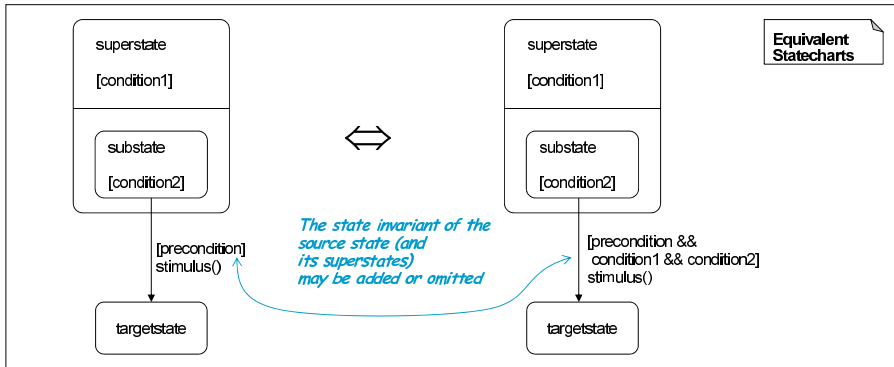 superstate
[condition1]
substate
[condition2]
[precondition]
stimulus()
targetstate
The state invariant of the
source state (and
its superstates)
may be added or omitted
superstate
[condition1]
substate
[condition2]
[precondition &&
condition1 && condition2]
stimulus()
targetstate
Equivalent
Statecharts